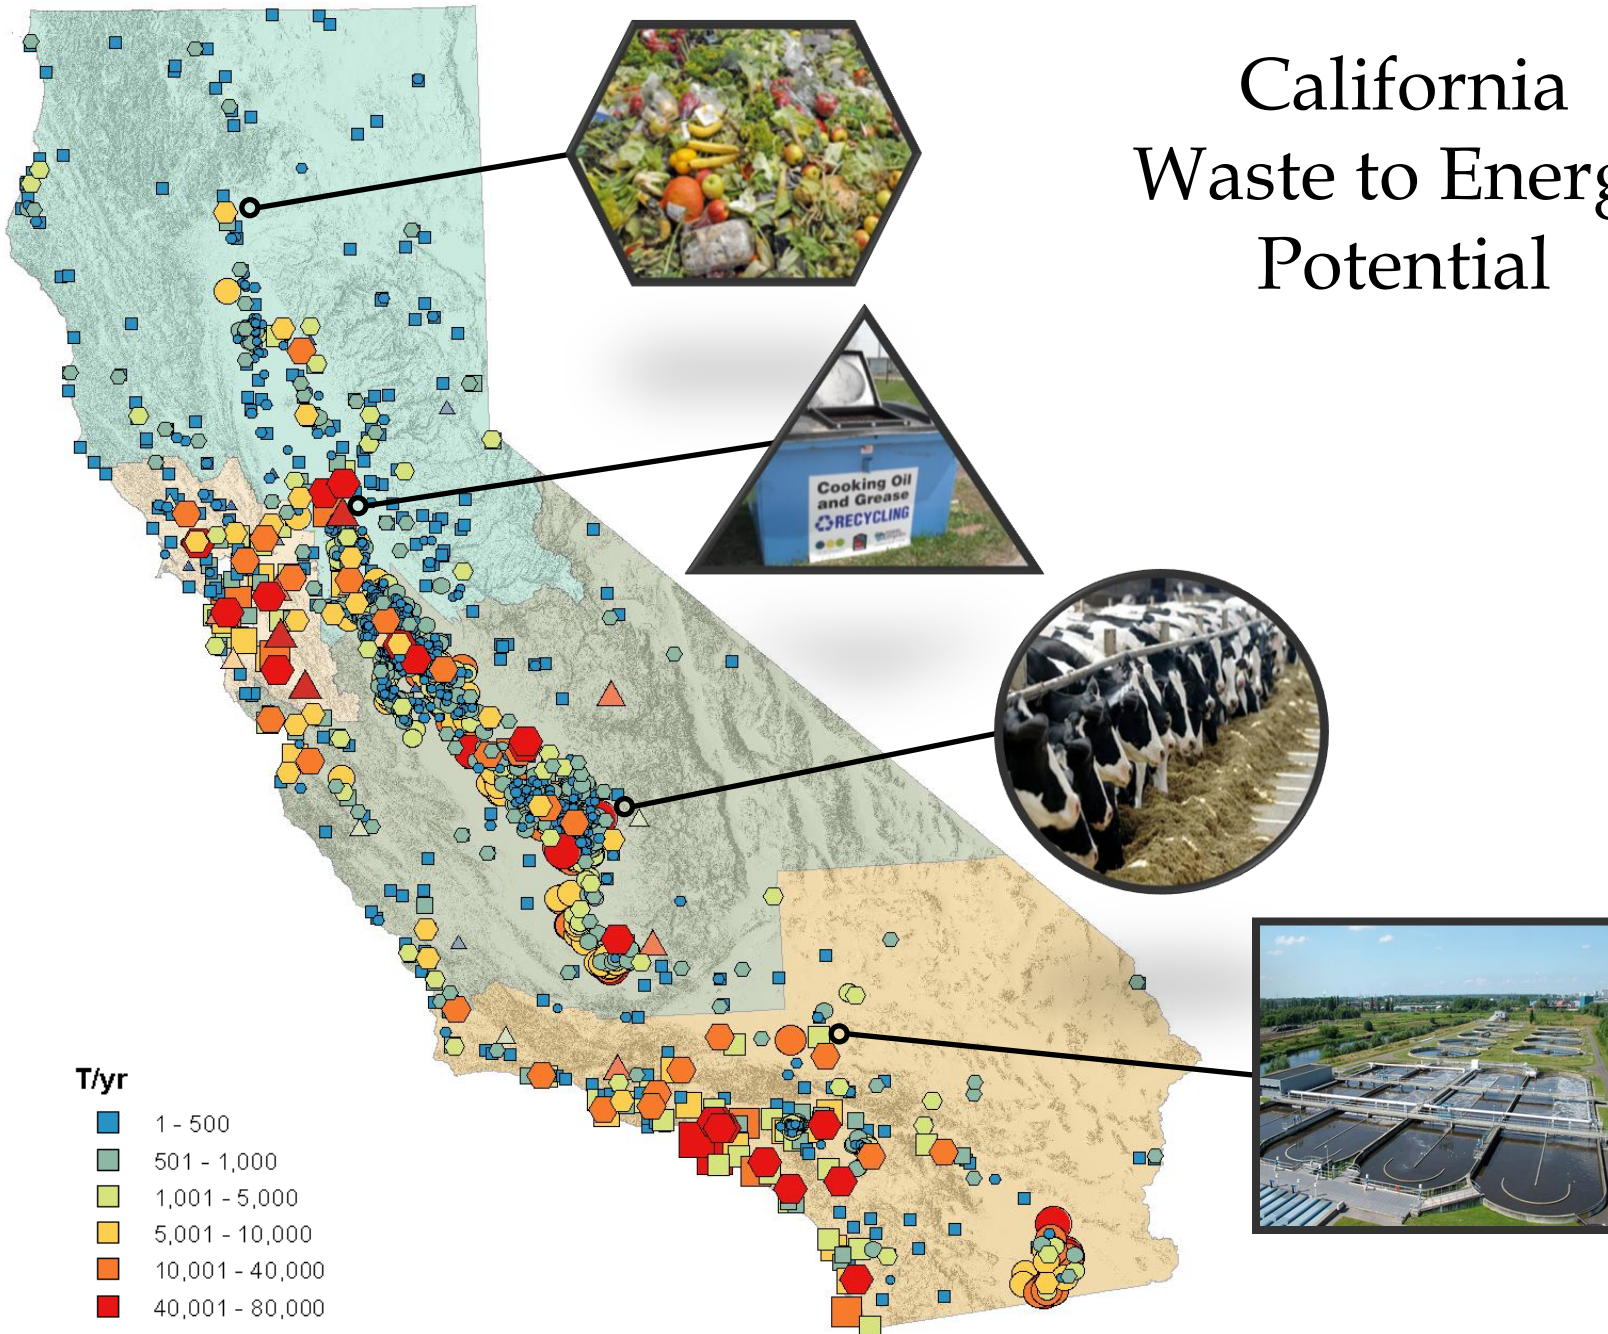 California
Waste to Energ
Potential
Cooking Oil
and Grease
RECYCLING
T/yr
1 - 500
501 - 1,000
1,001 - 5,000
5,001 - 10,000
10,001 - 40,000
40,001 - 80,000